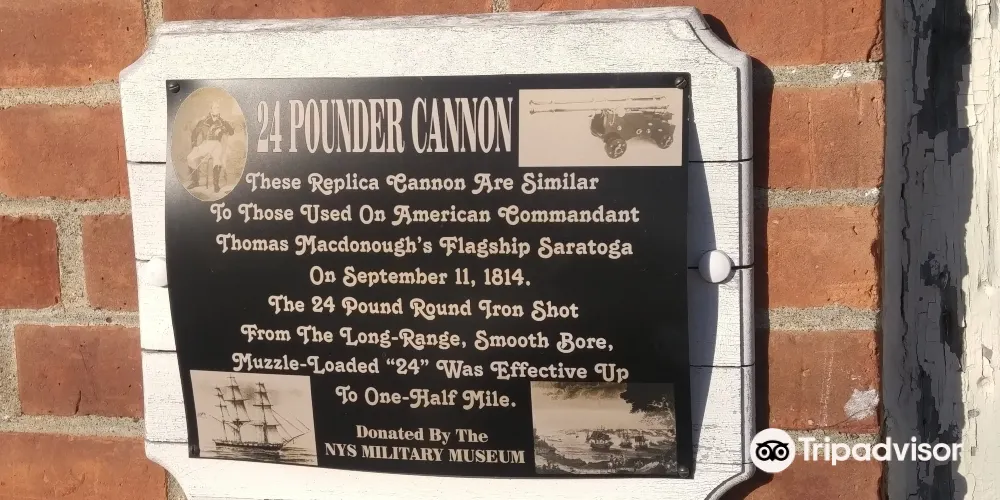 24 POUNDER CANNON
These Replica Cannon Are Similar
To Those Used On American Commandant
Thomas Macdonough's Flagship Saratoga
On September 11, 1814.
The 24 Pound Round Iron Shot
From The Long-Range, Smooth Bore,
Muzzle-Loaded “24” Was Effective Up
To One-Half Mile.
Donated By The
NYS MILITARY MUSEUM
Tripadvisor